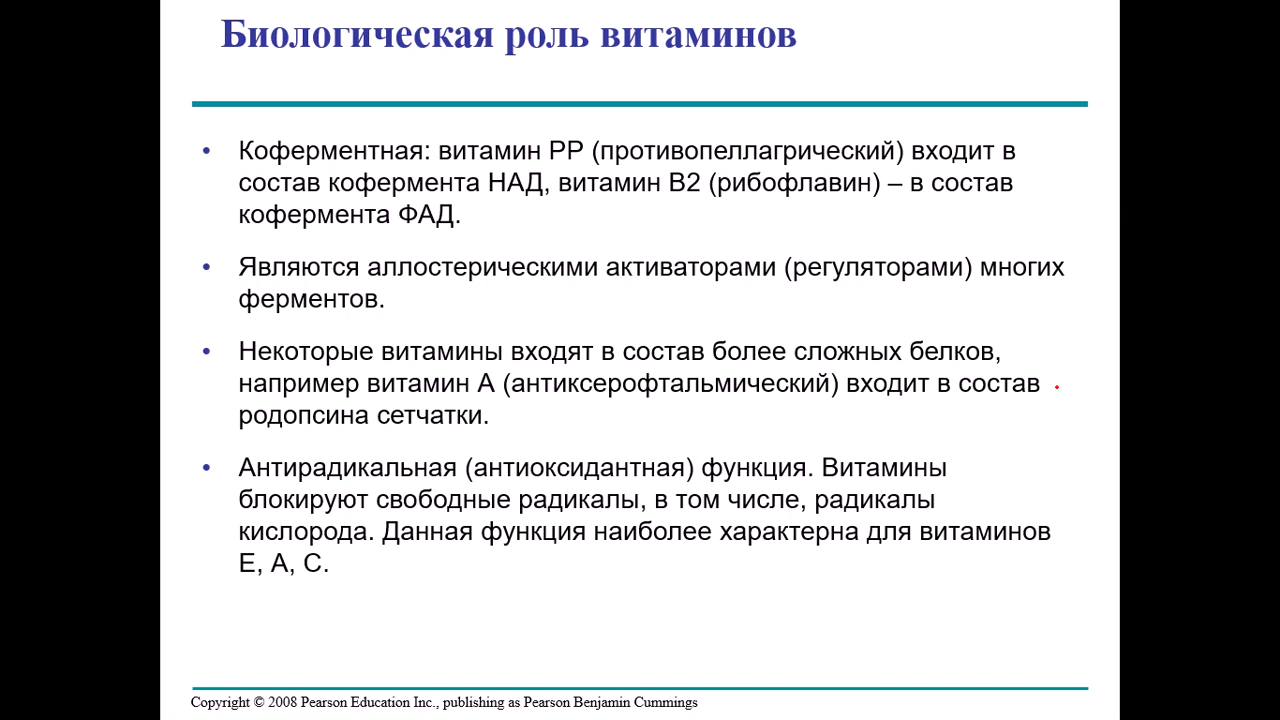 Биологическая роль витаминов
• Коферментная: витамин РР (противопеллагрический) входит в
состав кофермента НАД, витамин В2 (рибофлавин) – в состав
кофермента ФАД.
• Являются аллостерическими активаторами (регуляторами) многих
ферментов.
• Некоторые витамины входят в состав более сложных белков,
например витамин А (антиксерофтальмический) входит в состав
родопсина сетчатки.
• Антирадикальная (антиоксидантная) функция. Витамины
блокируют свободные радикалы, в том числе, радикалы
кислорода. Данная функция наиболее характерна для витаминов
Е, А, С.
Copyright © 2008 Pearson Education Inc., publishing as Pearson Benjamin Cummings